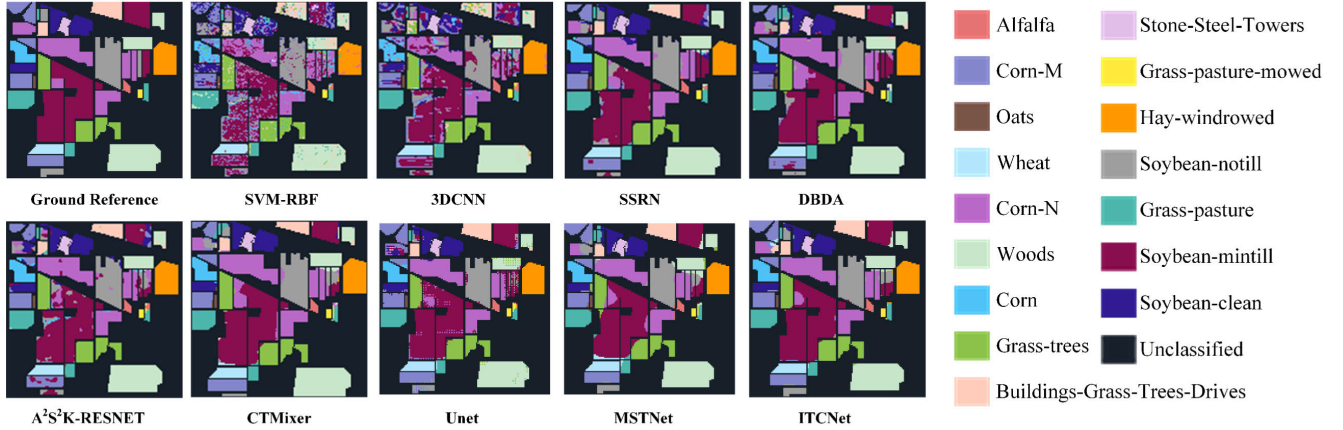 Ground Reference
SVM-RBF
3DCNN
SSRN
DBDA
A²S²K-RESNET
CTMixer
Unet
MSTNet
ITCNet
Alfalfa
Corn-M
Oats
Wheat
Corn-N
Woods
Corn
Grass-trees
Buildings-Grass-Trees-Drives
Stone-Steel-Towers
Grass-pasture-mowed
Hay-windrowed
Soybean-notill
Grass-pasture
Soybean-mintill
Soybean-clean
Unclassified